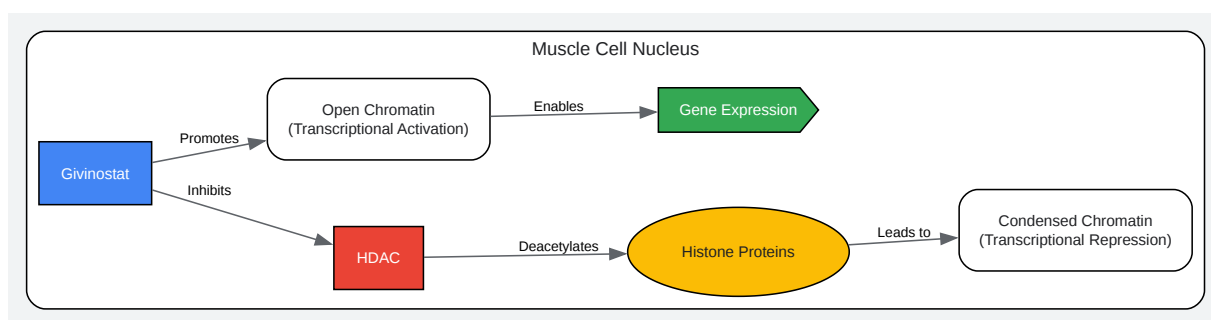 Muscle Cell Nucleus
Open Chromatin
(Transcriptional Activation)
Enables
Gene Expression
Promotes
Givinostat
Inhibits
HDAC
Deacetylates
Histone Proteins
Leads to
Condensed Chromatin
(Transcriptional Repression)